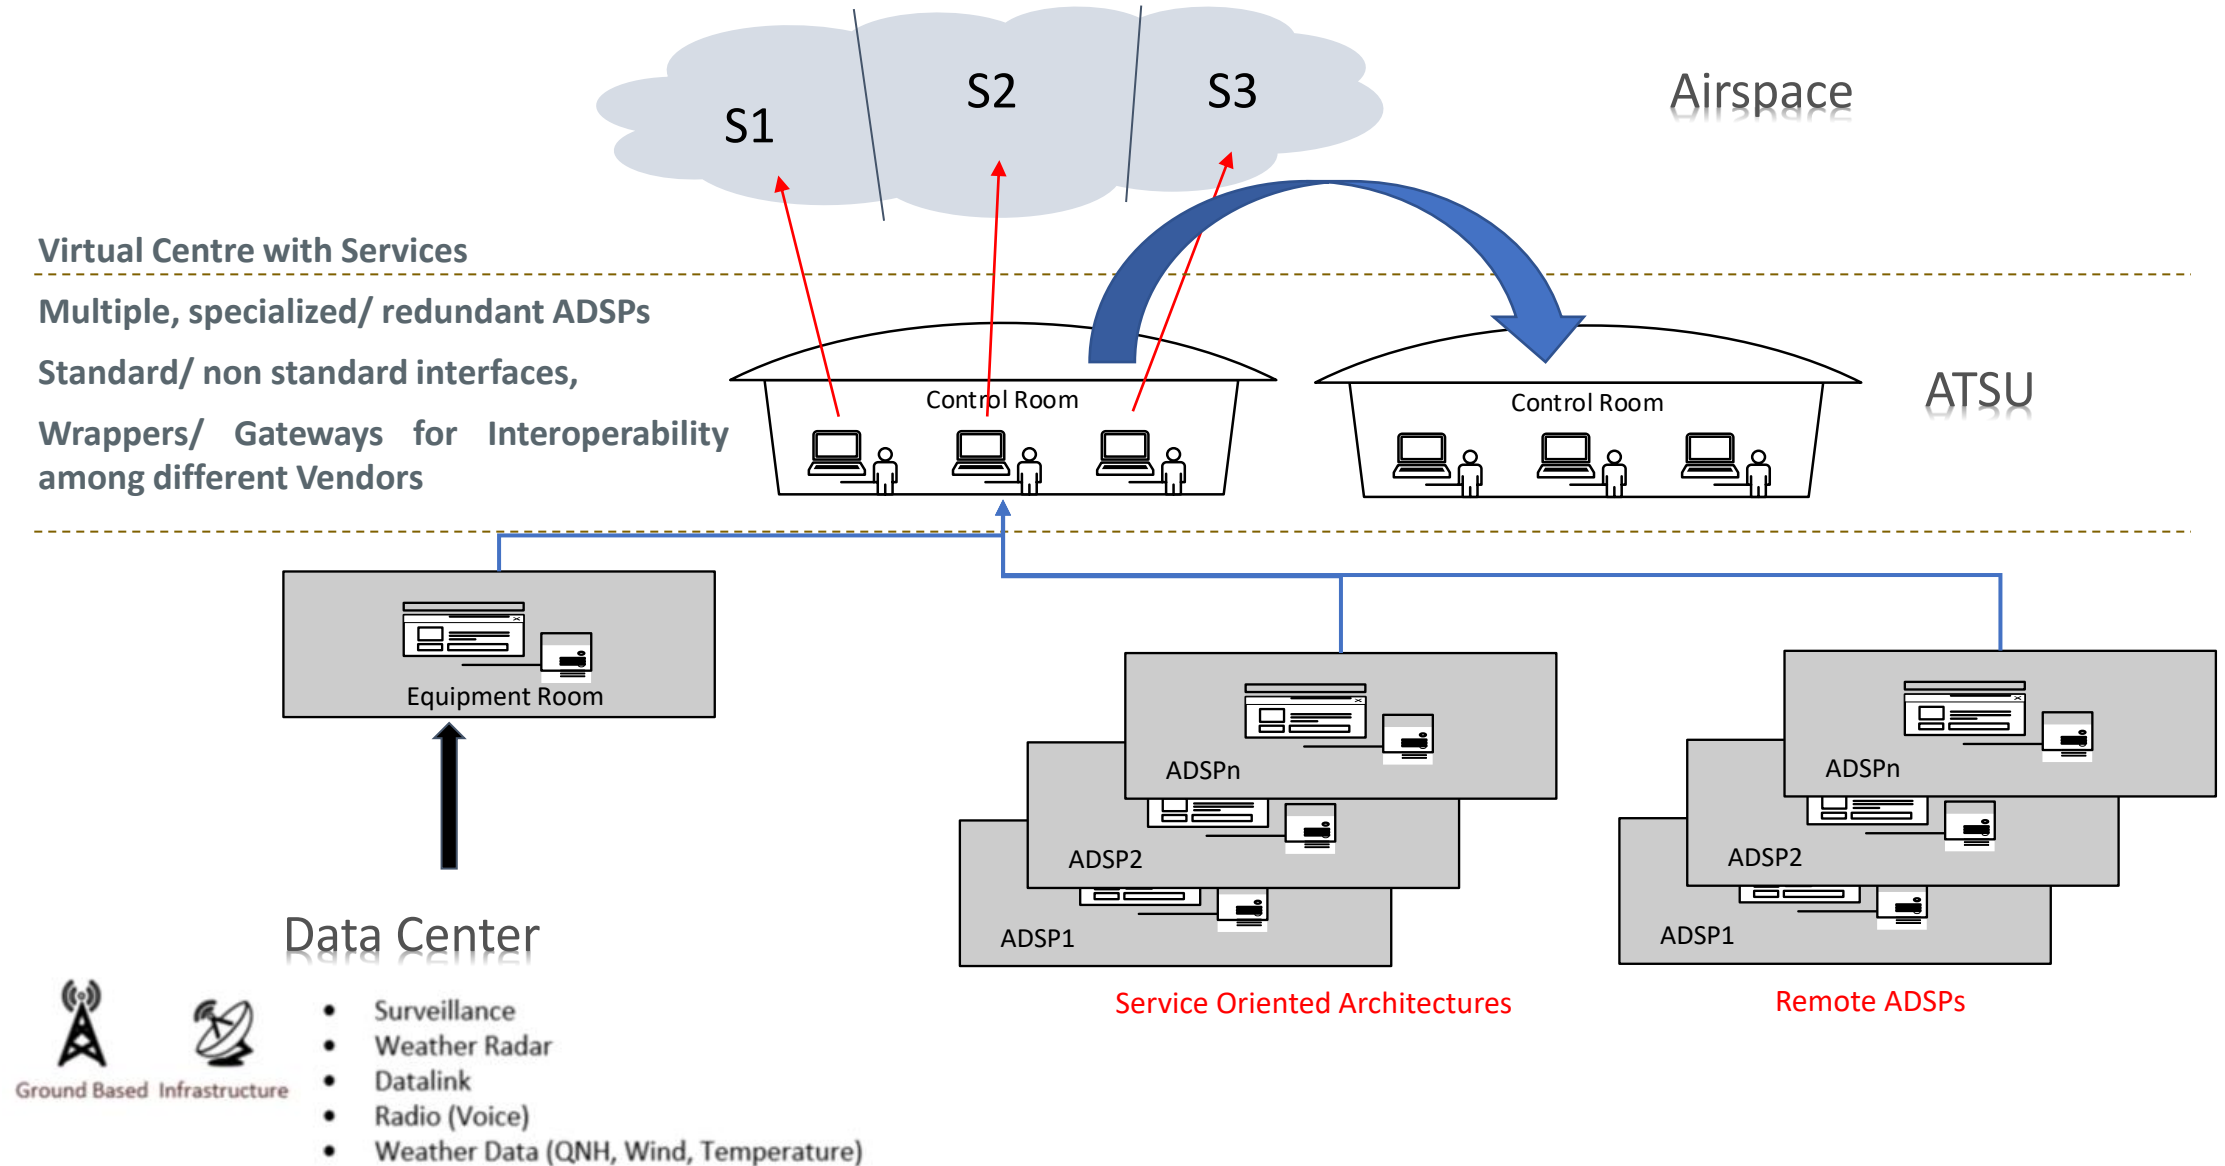 S1
S2
S3
Airspace
Virtual Centre with Services
Multiple, specialized/ redundant ADSPs
Standard/ non standard interfaces,
Wrappers/ Gateways for Interoperability
among different Vendors
Control Room
Control Room
ATSU
Equipment Room
ADSPn
ADSP2
ADSP1
ADSPn
ADSP2
ADSP1
Data Center
Service Oriented Architectures
Remote ADSPs
Ground Based Infrastructure
• Surveillance
• Weather Radar
• Datalink
• Radio (Voice)
• Weather Data (QNH, Wind, Temperature)